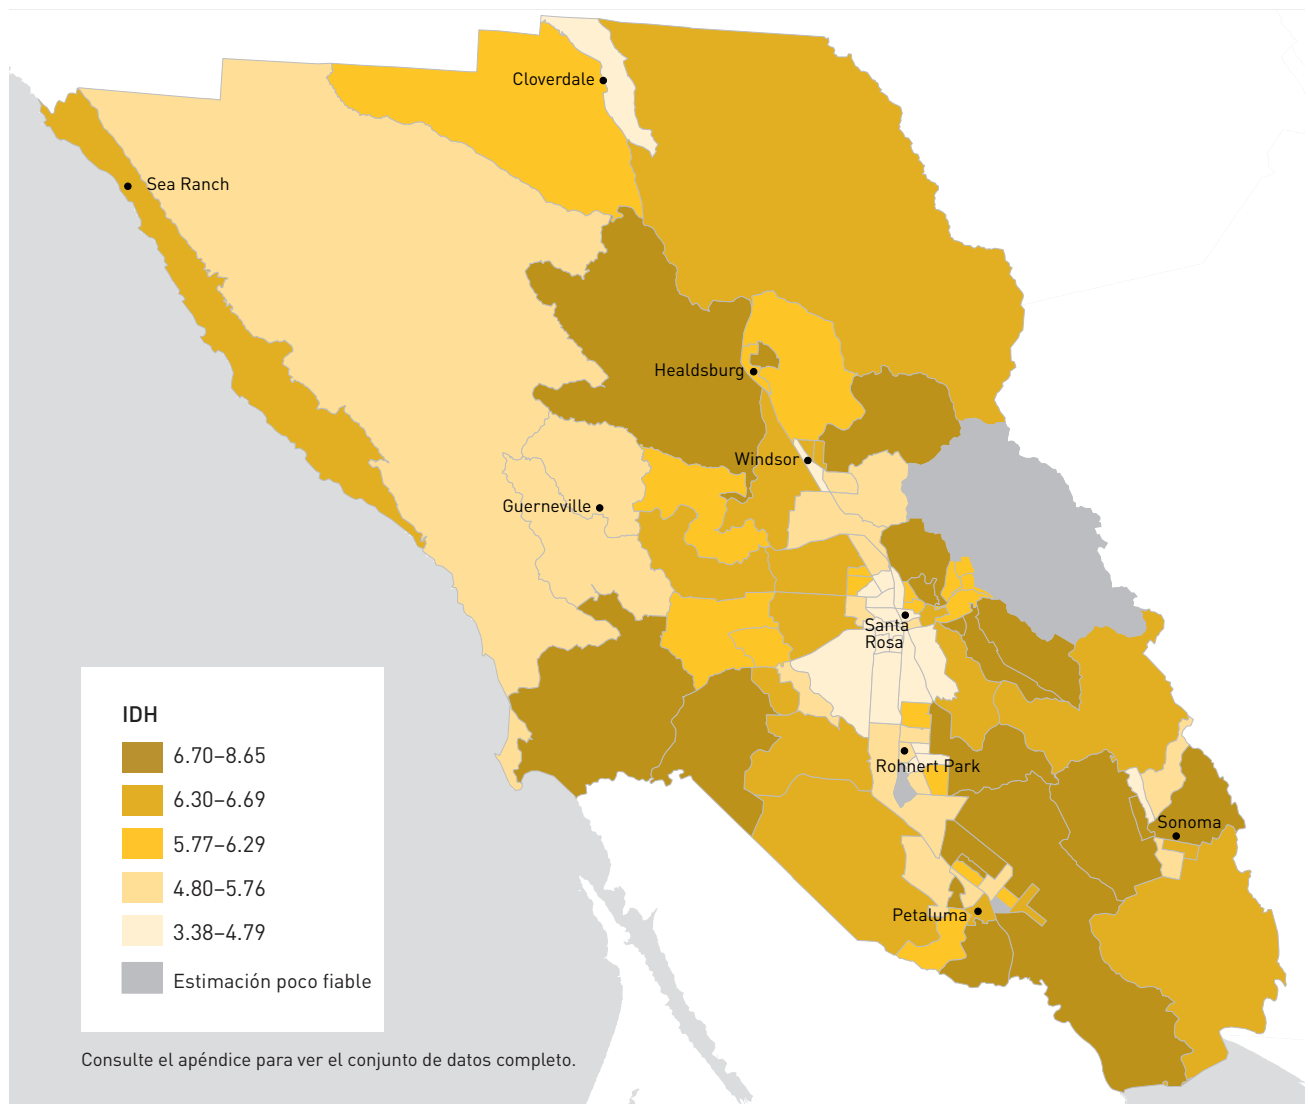 Cloverdale
Sea Ranch
Healdsburg
Windsor
Guerneville
Santa
Rosa
Rohnert Park
Sonoma
Petaluma
IDH
6.70–8.65
6.30–6.69
5.77–6.29
4.80–5.76
3.38–4.79
Estimación poco fiable
Consulte el apéndice para ver el conjunto de datos completo.